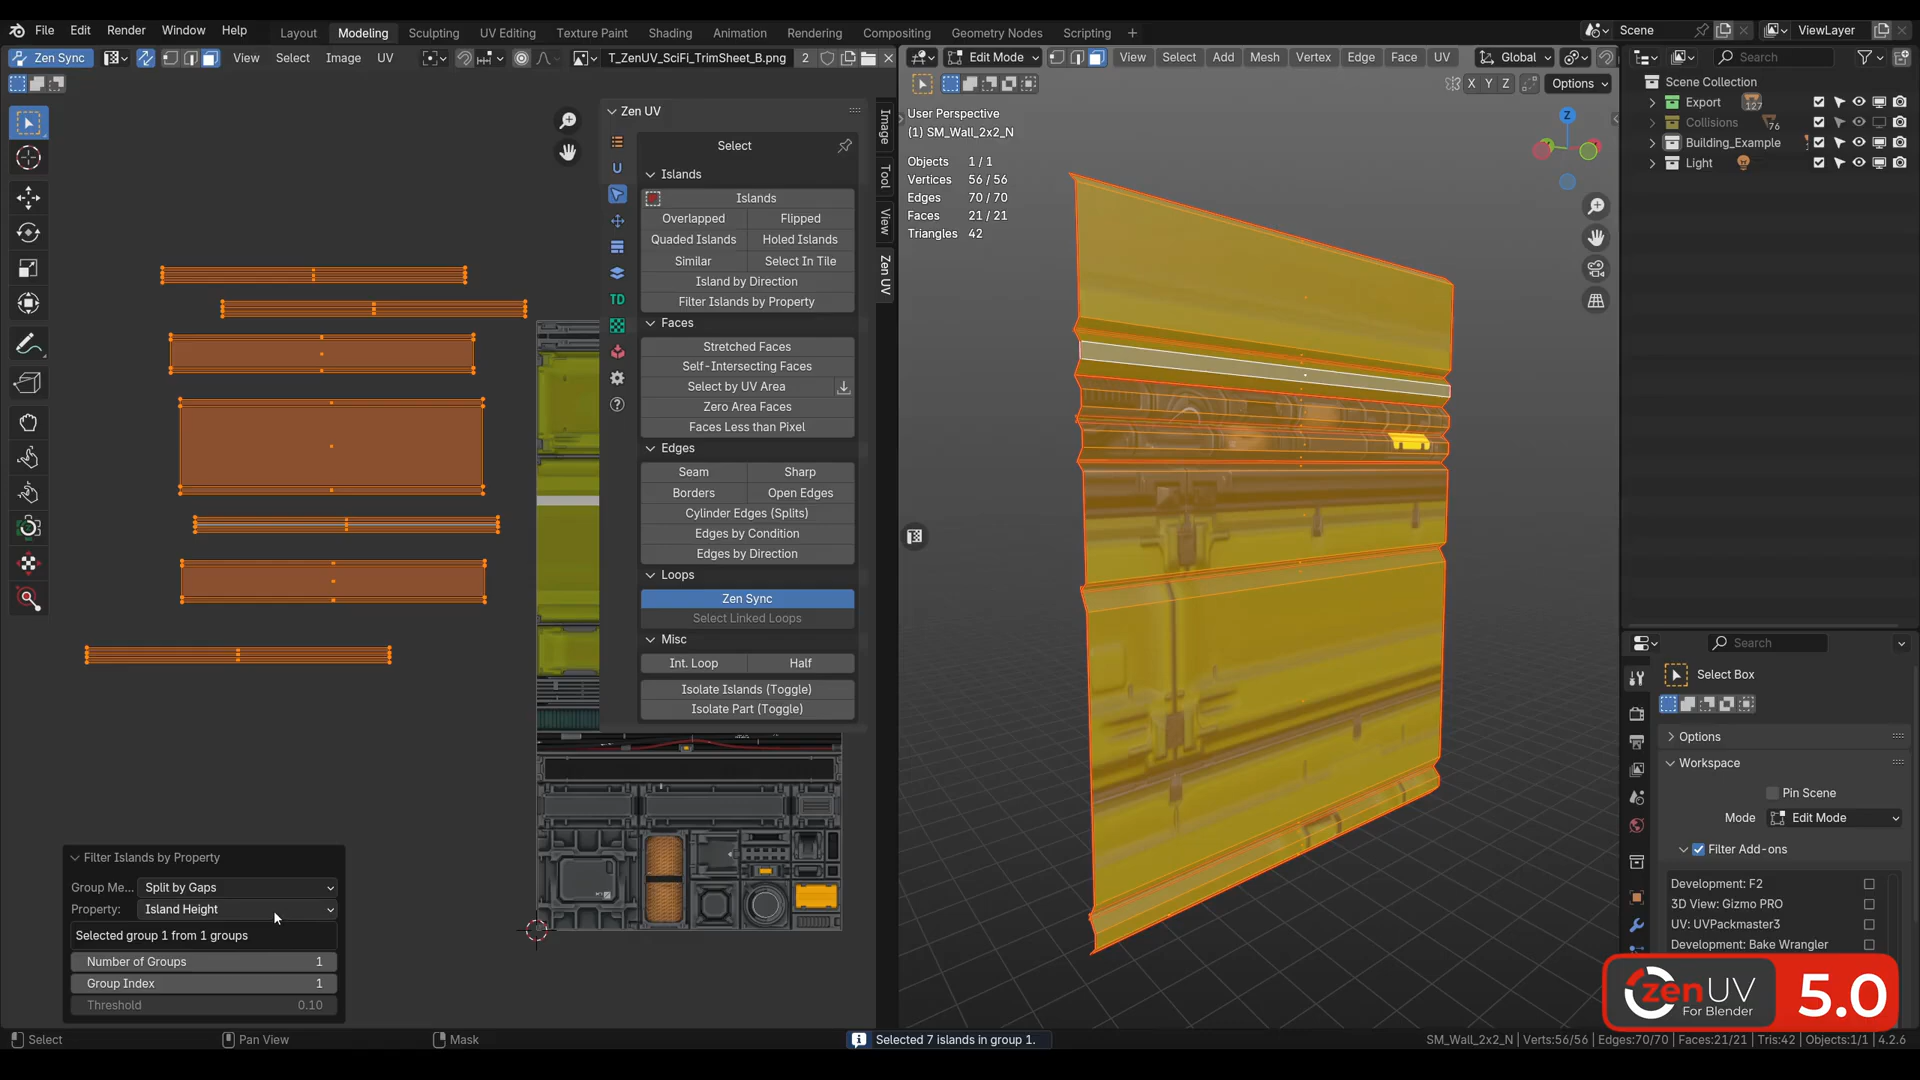 File Edit Render Window Help
Layout Modeling Sculpting UV Editing Texture Paint Shading Animation Rendering Compositing Geometry Nodes Scripting +
Scene ViewLayer
Zen Sync View Select Image UV T_ZenUV_SciFi_TrimSheet_B.png 2
Edit Mode View Select Add Mesh Vertex Edge Face UV Global
X Y Z Options
Search
Zen UV
Select
Islands
Islands
Overlapped Flipped
Quaded Islands Holed Islands
Similar Select In Tile
Island by Direction
Filter Islands by Property
Faces
Stretched Faces
Self-Intersecting Faces
Select by UV Area
Zero Area Faces
Faces Less than Pixel
Edges
Seam Sharp
Borders Open Edges
Cylinder Edges (Splits)
Edges by Condition
Edges by Direction
Loops
Zen Sync
Select Linked Loops
Misc
Int. Loop Half
Isolate Islands (Toggle)
Isolate Part (Toggle)
U
TD
Image
Tool
View
Zen UV
User Perspective
(1) SM_Wall_2x2_N
Objects 1 / 1
Vertices 56 / 56
Edges 70 / 70
Faces 21 / 21
Triangles 42
Z
Scene Collection
Export 127
Collisions 76
Building_Example
Light
Search
Select Box
Options
Workspace
Pin Scene
Mode Edit Mode
Filter Add-ons
Development: F2
3D View: Gizmo PRO
UV: UVPackmaster3
Development: Bake Wrangler
Filter Islands by Property
Group Me... Split by Gaps
Property: Island Height
Selected group 1 from 1 groups
Number of Groups 1
Group Index 1
Threshold 0.10
zen UV
For Blender
5.0
Select Pan View Mask
Selected 7 islands in group 1.
SM_Wall_2x2_N | Verts:56/56 | Edges:70/70 | Faces:21/21 | Tris:42 | Objects:1/1 | 4.2.6